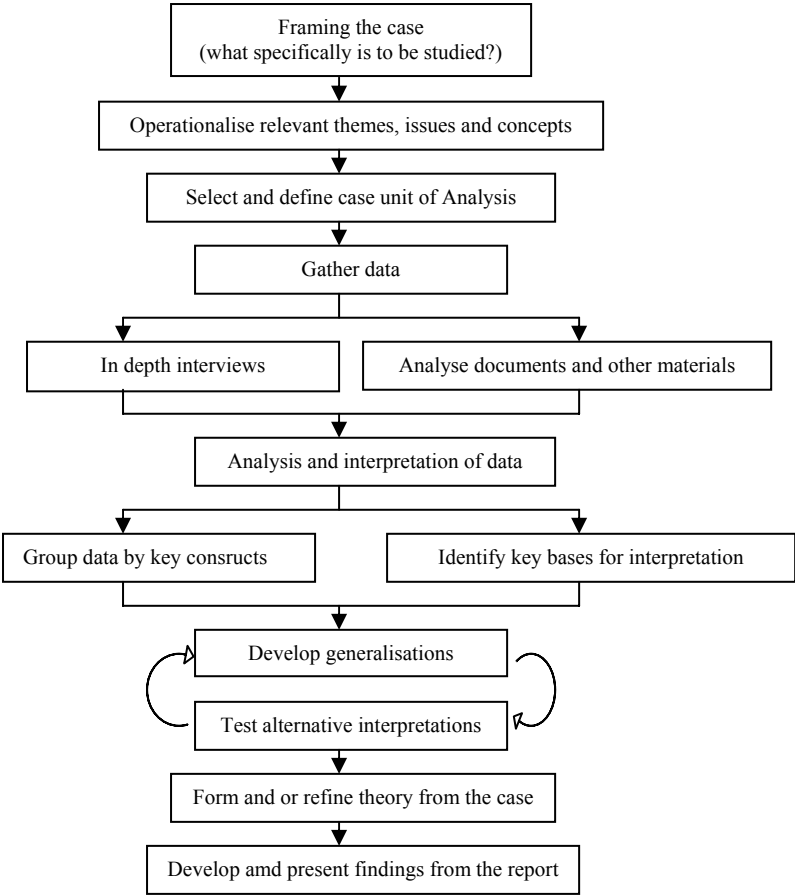 Framing the case
(what specifically is to be studied?)
Operationalise relevant themes, issues and concepts
Select and define case unit of Analysis
Gather data
In depth interviews
Analyse documents and other materials
Analysis and interpretation of data
Group data by key consructs
Identify key bases for interpretation
Develop generalisations
Test alternative interpretations
Form and or refine theory from the case
Develop amd present findings from the report